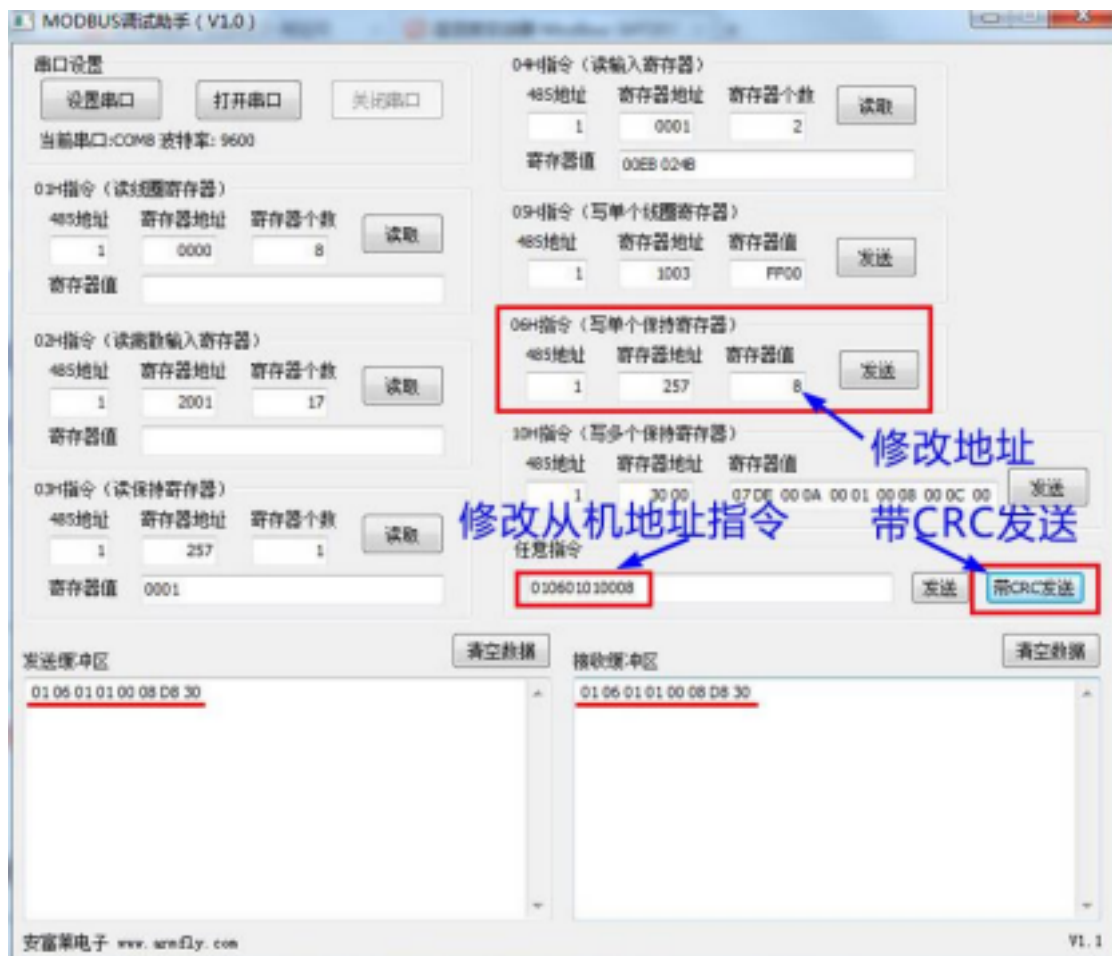 MODBUS调试助手（V1.0）
串口设置
设置串口 打开串口 关闭串口
当前串口:COM8 波特率: 9600
01H指令（读线圈寄存器）
485地址 寄存器地址 寄存器个数 读取
1 0000 8
寄存器值
02H指令（读离散输入寄存器）
485地址 寄存器地址 寄存器个数 读取
1 2001 17
寄存器值
03H指令（读保持寄存器）
485地址 寄存器地址 寄存器个数 读取
1 257 1
寄存器值 0001
04H指令（读输入寄存器）
485地址 寄存器地址 寄存器个数 读取
1 0001 2
寄存器值 00EB 024B
05H指令（写单个线圈寄存器）
485地址 寄存器地址 寄存器值 发送
1 1003 FF00
06H指令（写单个保持寄存器）
485地址 寄存器地址 寄存器值 发送
1 257 8
修改地址
10H指令（写多个保持寄存器）
485地址 寄存器地址 寄存器值 发送
1 30 00 07 DE 00 0A 00 01 00 08 00 0C 00
修改从机地址指令 带CRC发送
任意指令
010601010008 发送 带CRC发送
发送缓冲区 清空数据
01 06 01 01 00 08 D8 30
接收缓冲区 清空数据
01 06 01 01 00 08 D8 30
安富莱电子 www.armfly.com V1.1